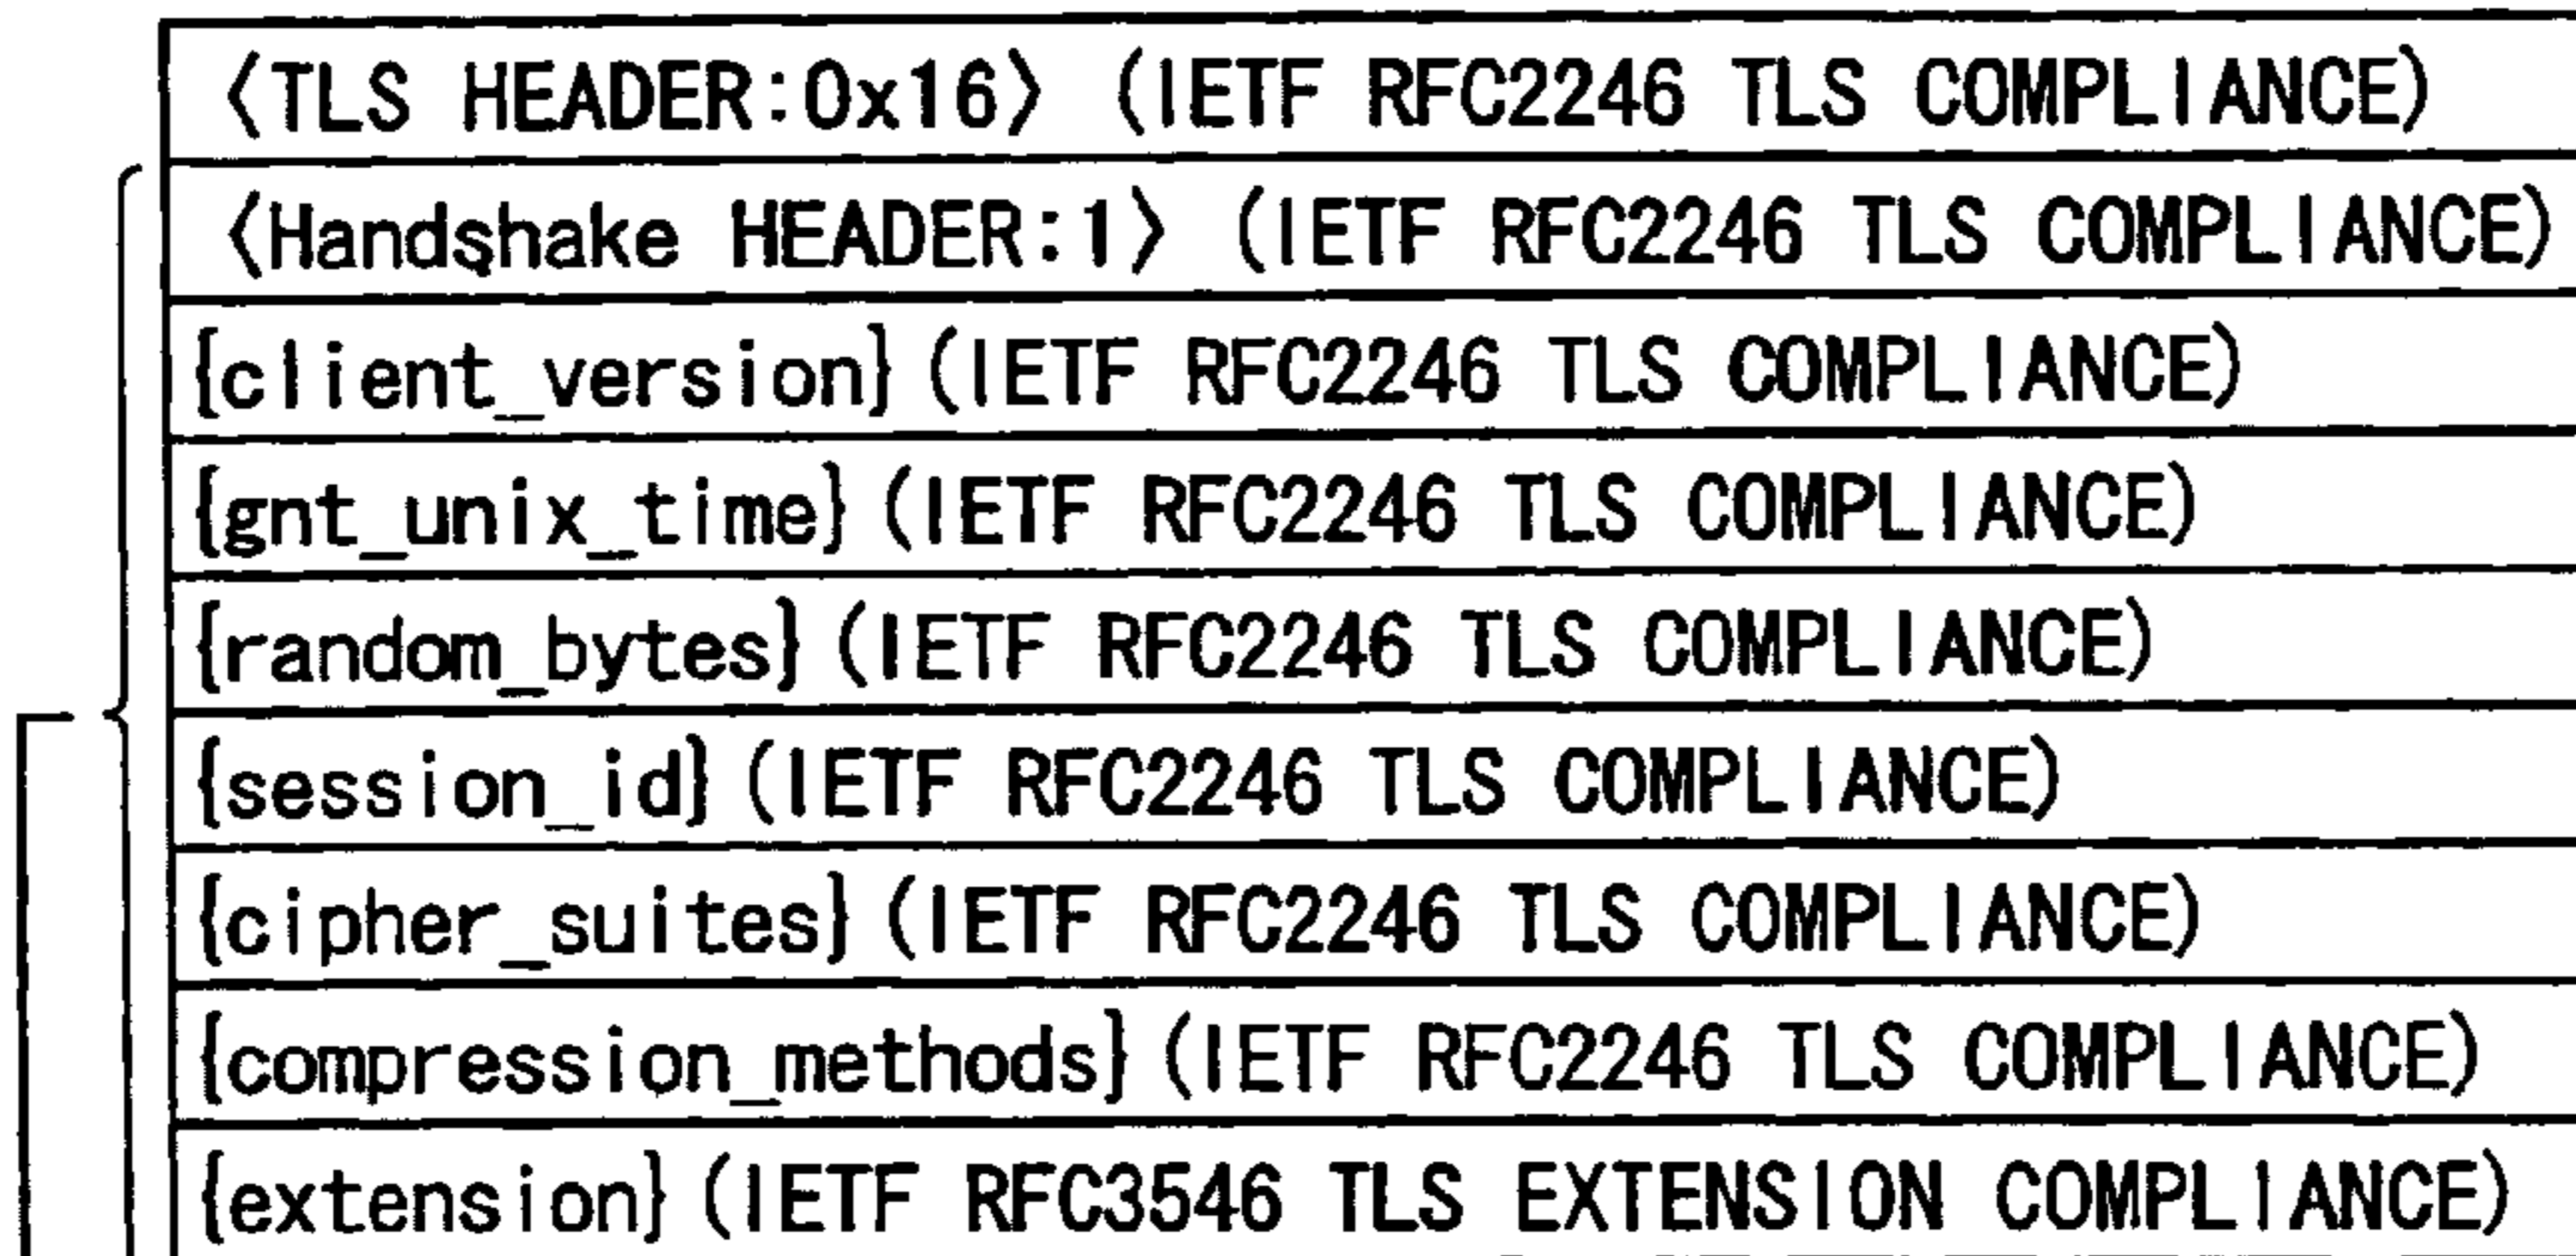 〈TLS HEADER:0x16〉 (IETF RFC2246 TLS COMPLIANCE)
〈Handshake HEADER:1〉 (IETF RFC2246 TLS COMPLIANCE)
{client_version} (IETF RFC2246 TLS COMPLIANCE)
{gnt_unix_time} (IETF RFC2246 TLS COMPLIANCE)
{random_bytes} (IETF RFC2246 TLS COMPLIANCE)
{session_id} (IETF RFC2246 TLS COMPLIANCE)
{cipher_suites} (IETF RFC2246 TLS COMPLIANCE)
{compression_methods} (IETF RFC2246 TLS COMPLIANCE)
{extension} (IETF RFC3546 TLS EXTENSION COMPLIANCE)